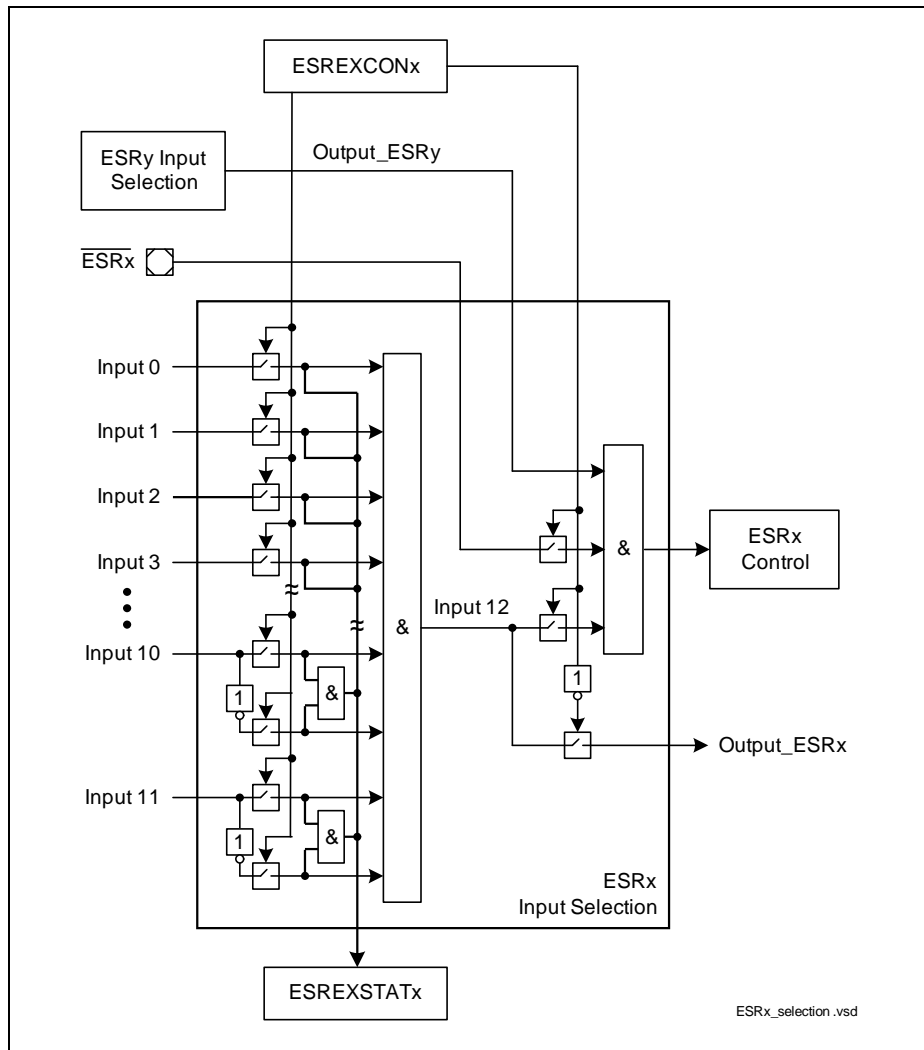 ESREXCONx
ESRy Input
Selection
Output_ESRy
ESRx
Input 0
Input 1
Input 2
Input 3
Input 10
Input 11
1
1
&
&
&
Input 12
&
1
ESRx
Control
Output_ESRx
ESRx
Input Selection
ESREXSTATx
ESRx_selection .vsd